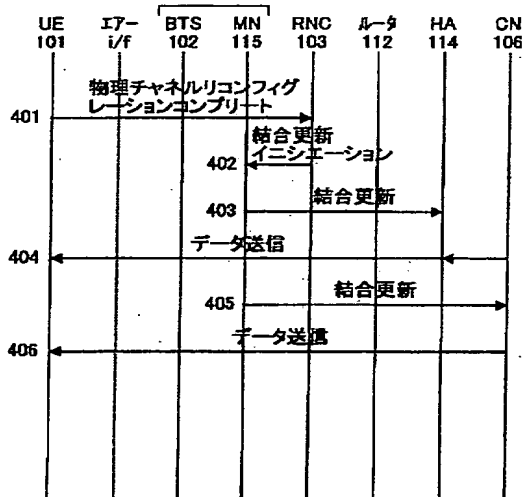 UE エアー BTS MN RNC ルータ HA CN
101 i/f 102 115 103 112 114 106
物理チャネルリコンフィグ
レーションコンプリート
401
結合更新
イニシエーション
402
結合更新
403
データ送信
404
結合更新
405
データ送信
406